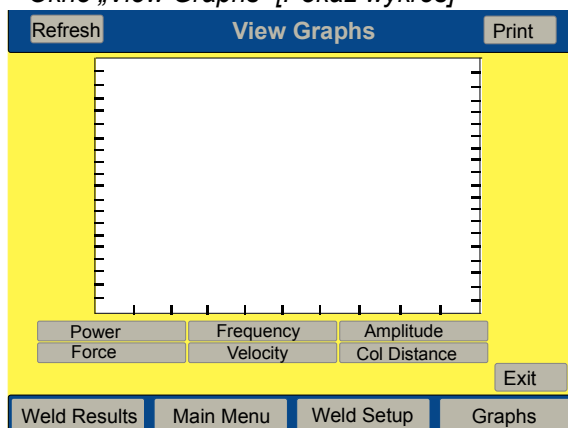 Okno „View Graphs” [Pokaż wykres]
Refresh View Graphs Print
Power Frequency Amplitude
Force Velocity Col Distance
Exit
Weld Results Main Menu Weld Setup Graphs